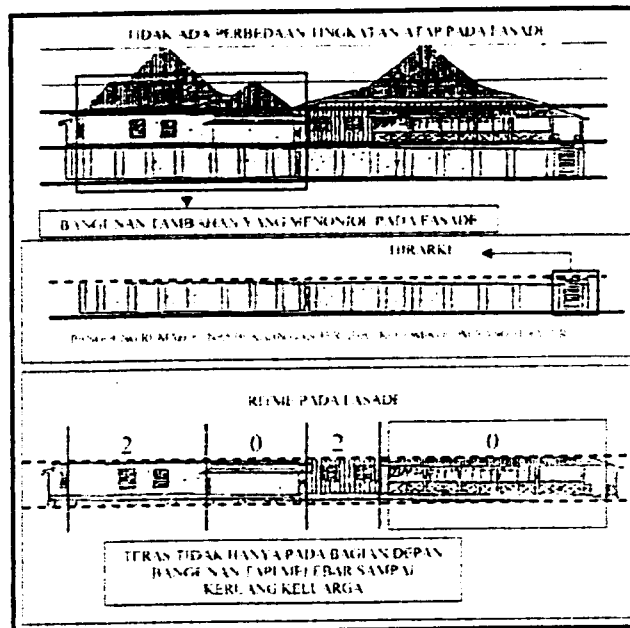 TIDAK ADA PERBEDAAN TINGKATAN ATAP PADA FASADE
BANGUNAN TAMBAHAN YANG MENONJOL PADA FASADE
HIRARKI
RITME PADA FASADE
2 0 2 0
TERAS TIDAK HANYA PADA BAGIAN DEPAN
BANGUNAN TAPI MELEBAR SAMPAI
KERUANG KELUARGA